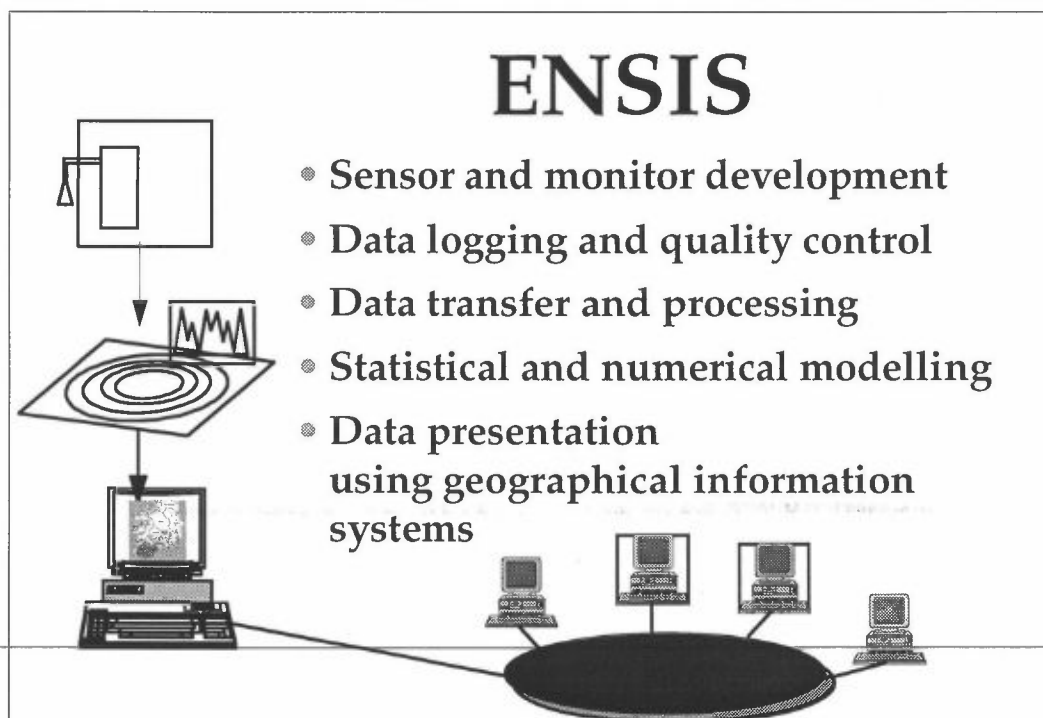 ENSIS
• Sensor and monitor development
• Data logging and quality control
• Data transfer and processing
• Statistical and numerical modelling
• Data presentation
using geographical information
systems